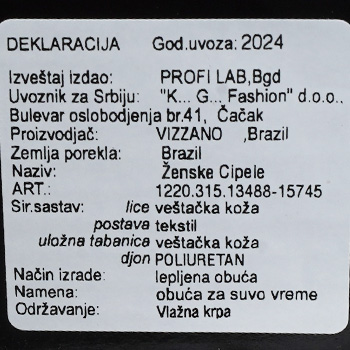 DEKLARACIJA God.uvoza: 2024
Izveštaj izdao: PROFI LAB,Bgd
Uvoznik za Srbiju: "K... G... Fashion" d.o.o..
Bulevar oslobodjenja br.41, Čačak
Proizvodjač: VIZZANO ,Brazil
Zemlja porekla: Brazil
Naziv: Ženske Cipele
ART.: 1220.315.13488-15745
Sir.sastav: lice veštačka koža
postava tekstil
uložna tabanica veštačka koža
djon POLIURETAN
Način izrade: lepljena obuća
Namena: obuća za suvo vreme
Održavanje: Vlažna krpa